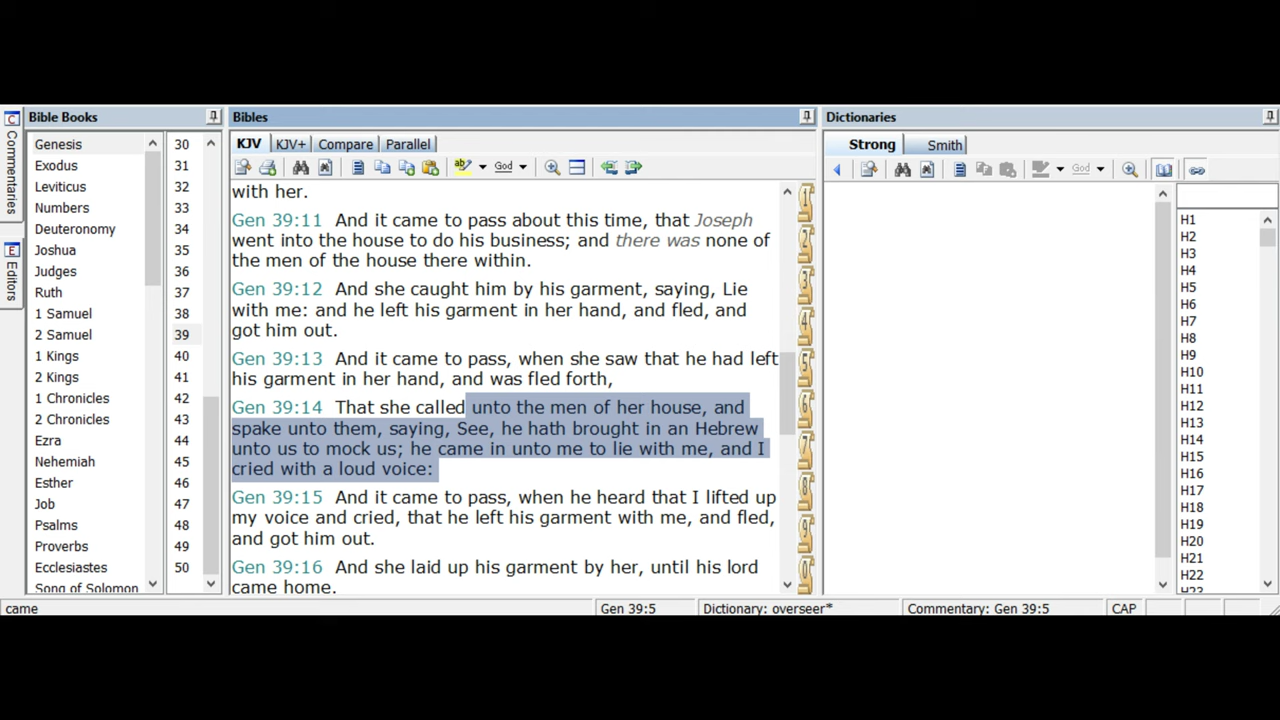 Commentaries
Editors
Bible Books
Genesis
Exodus
Leviticus
Numbers
Deuteronomy
Joshua
Judges
Ruth
1 Samuel
2 Samuel
1 Kings
2 Kings
1 Chronicles
2 Chronicles
Ezra
Nehemiah
Esther
Job
Psalms
Proverbs
Ecclesiastes
Song of Solomon
30
31
32
33
34
35
36
37
38
39
40
41
42
43
44
45
46
47
48
49
50
Bibles
KJV KJV+ Compare Parallel
God
with her.
Gen 39:11 And it came to pass about this time, that Joseph
went into the house to do his business; and there was none of
the men of the house there within.
Gen 39:12 And she caught him by his garment, saying, Lie
with me: and he left his garment in her hand, and fled, and
got him out.
Gen 39:13 And it came to pass, when she saw that he had left
his garment in her hand, and was fled forth,
Gen 39:14 That she called unto the men of her house, and
spake unto them, saying, See, he hath brought in an Hebrew
unto us to mock us; he came in unto me to lie with me, and I
cried with a loud voice:
Gen 39:15 And it came to pass, when he heard that I lifted up
my voice and cried, that he left his garment with me, and fled,
and got him out.
Gen 39:16 And she laid up his garment by her, until his lord
came home.
1
2
3
4
5
6
7
8
9
0
Dictionaries
Strong Smith
God
H1
H2
H3
H4
H5
H6
H7
H8
H9
H10
H11
H12
H13
H14
H15
H16
H17
H18
H19
H20
H21
H22
H23
came Gen 39:5 Dictionary: overseer* Commentary: Gen 39:5 CAP